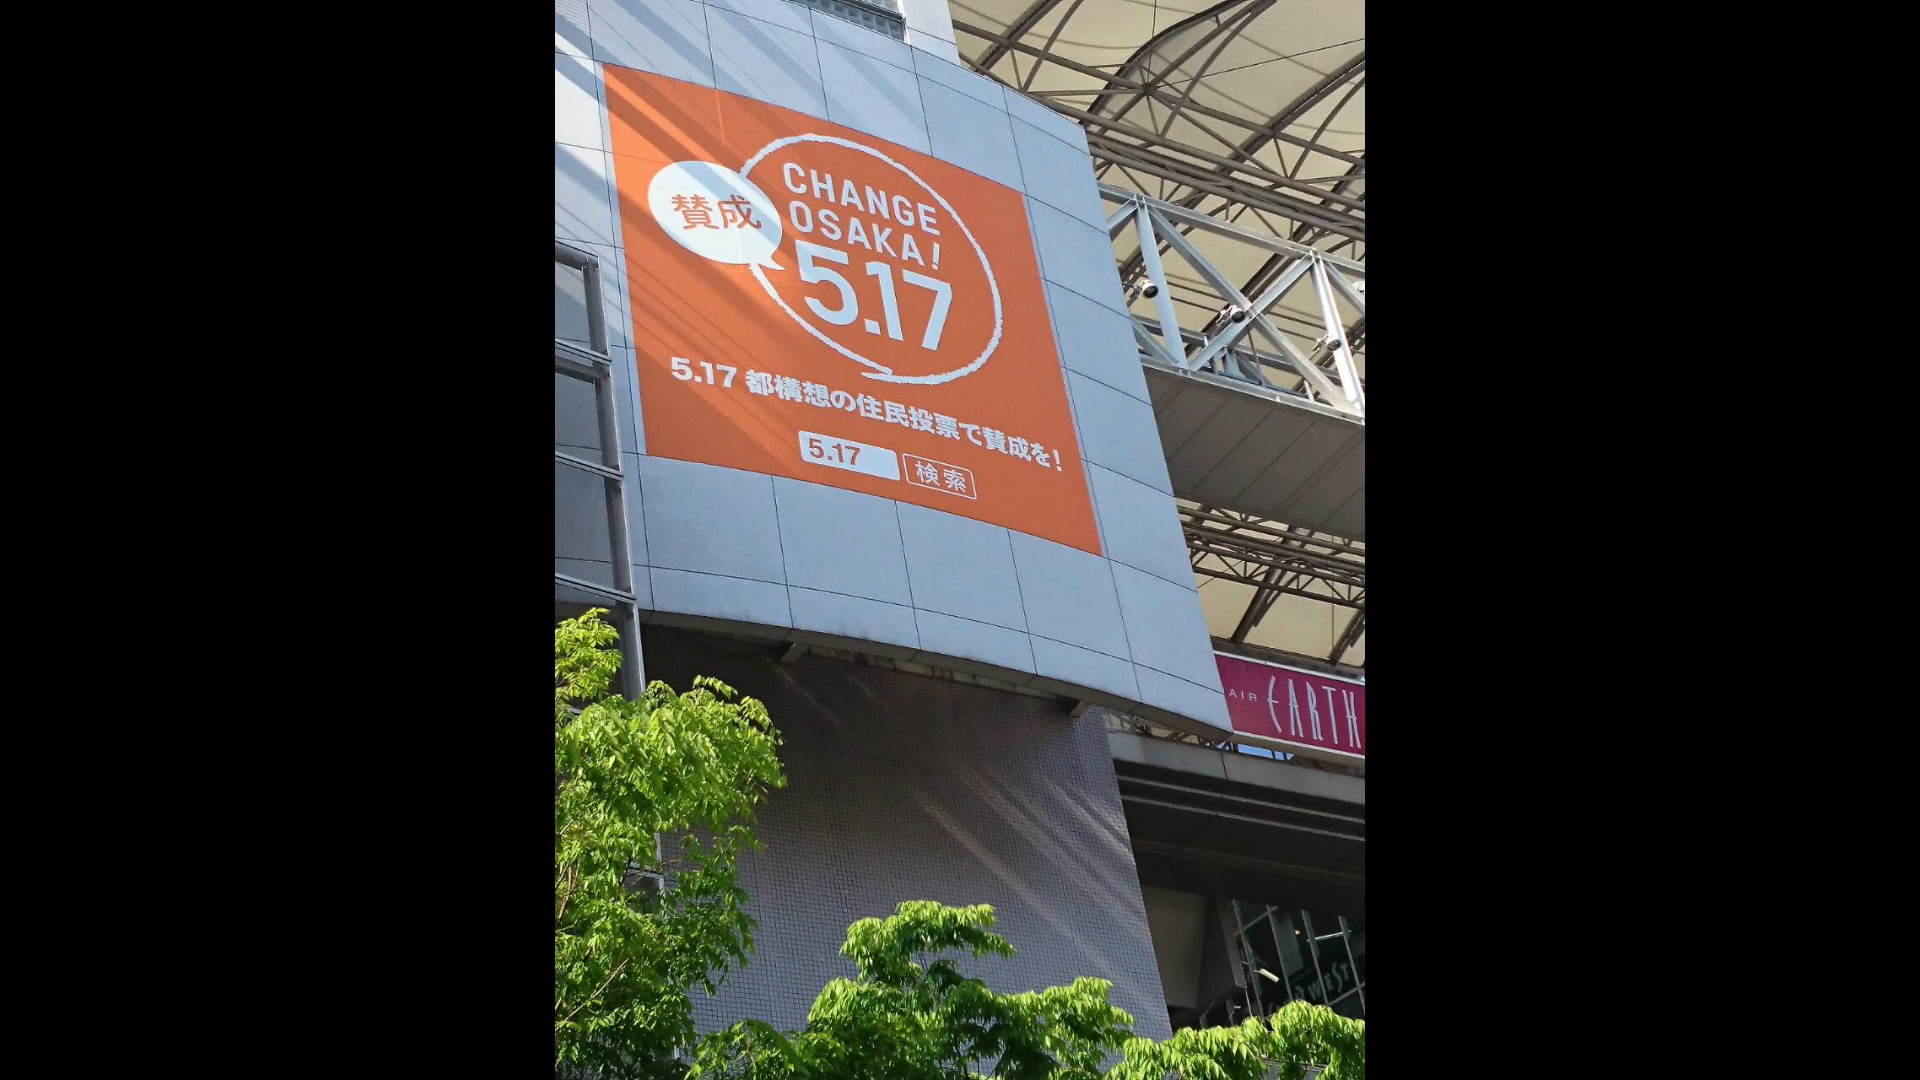 賛成
CHANGE
OSAKA!
5.17
5.17 都構想の住民投票で賛成を!
5.17 検索
AIR EARTH
WEST